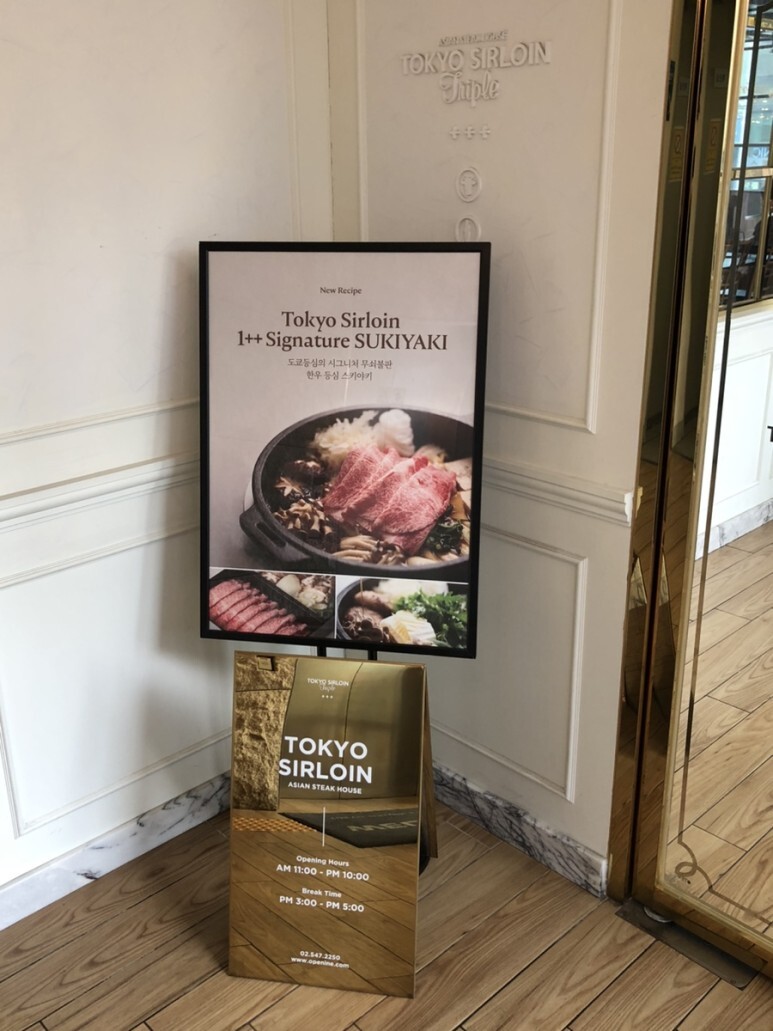 TOKYO SIRLOIN
Triple
New Recipe
Tokyo Sirloin
1++ Signature SUKIYAKI
도쿄등심의 시그니처 무쇠불판
한우 등심 스키야키
TOKYO SIRLOIN
Triple
TOKYO
SIRLOIN
ASIAN STEAK HOUSE
Opening Hours
AM 11:00 - PM 10:00
Break Time
PM 3:00 - PM 5:00
02.547.2250
www.openine.com